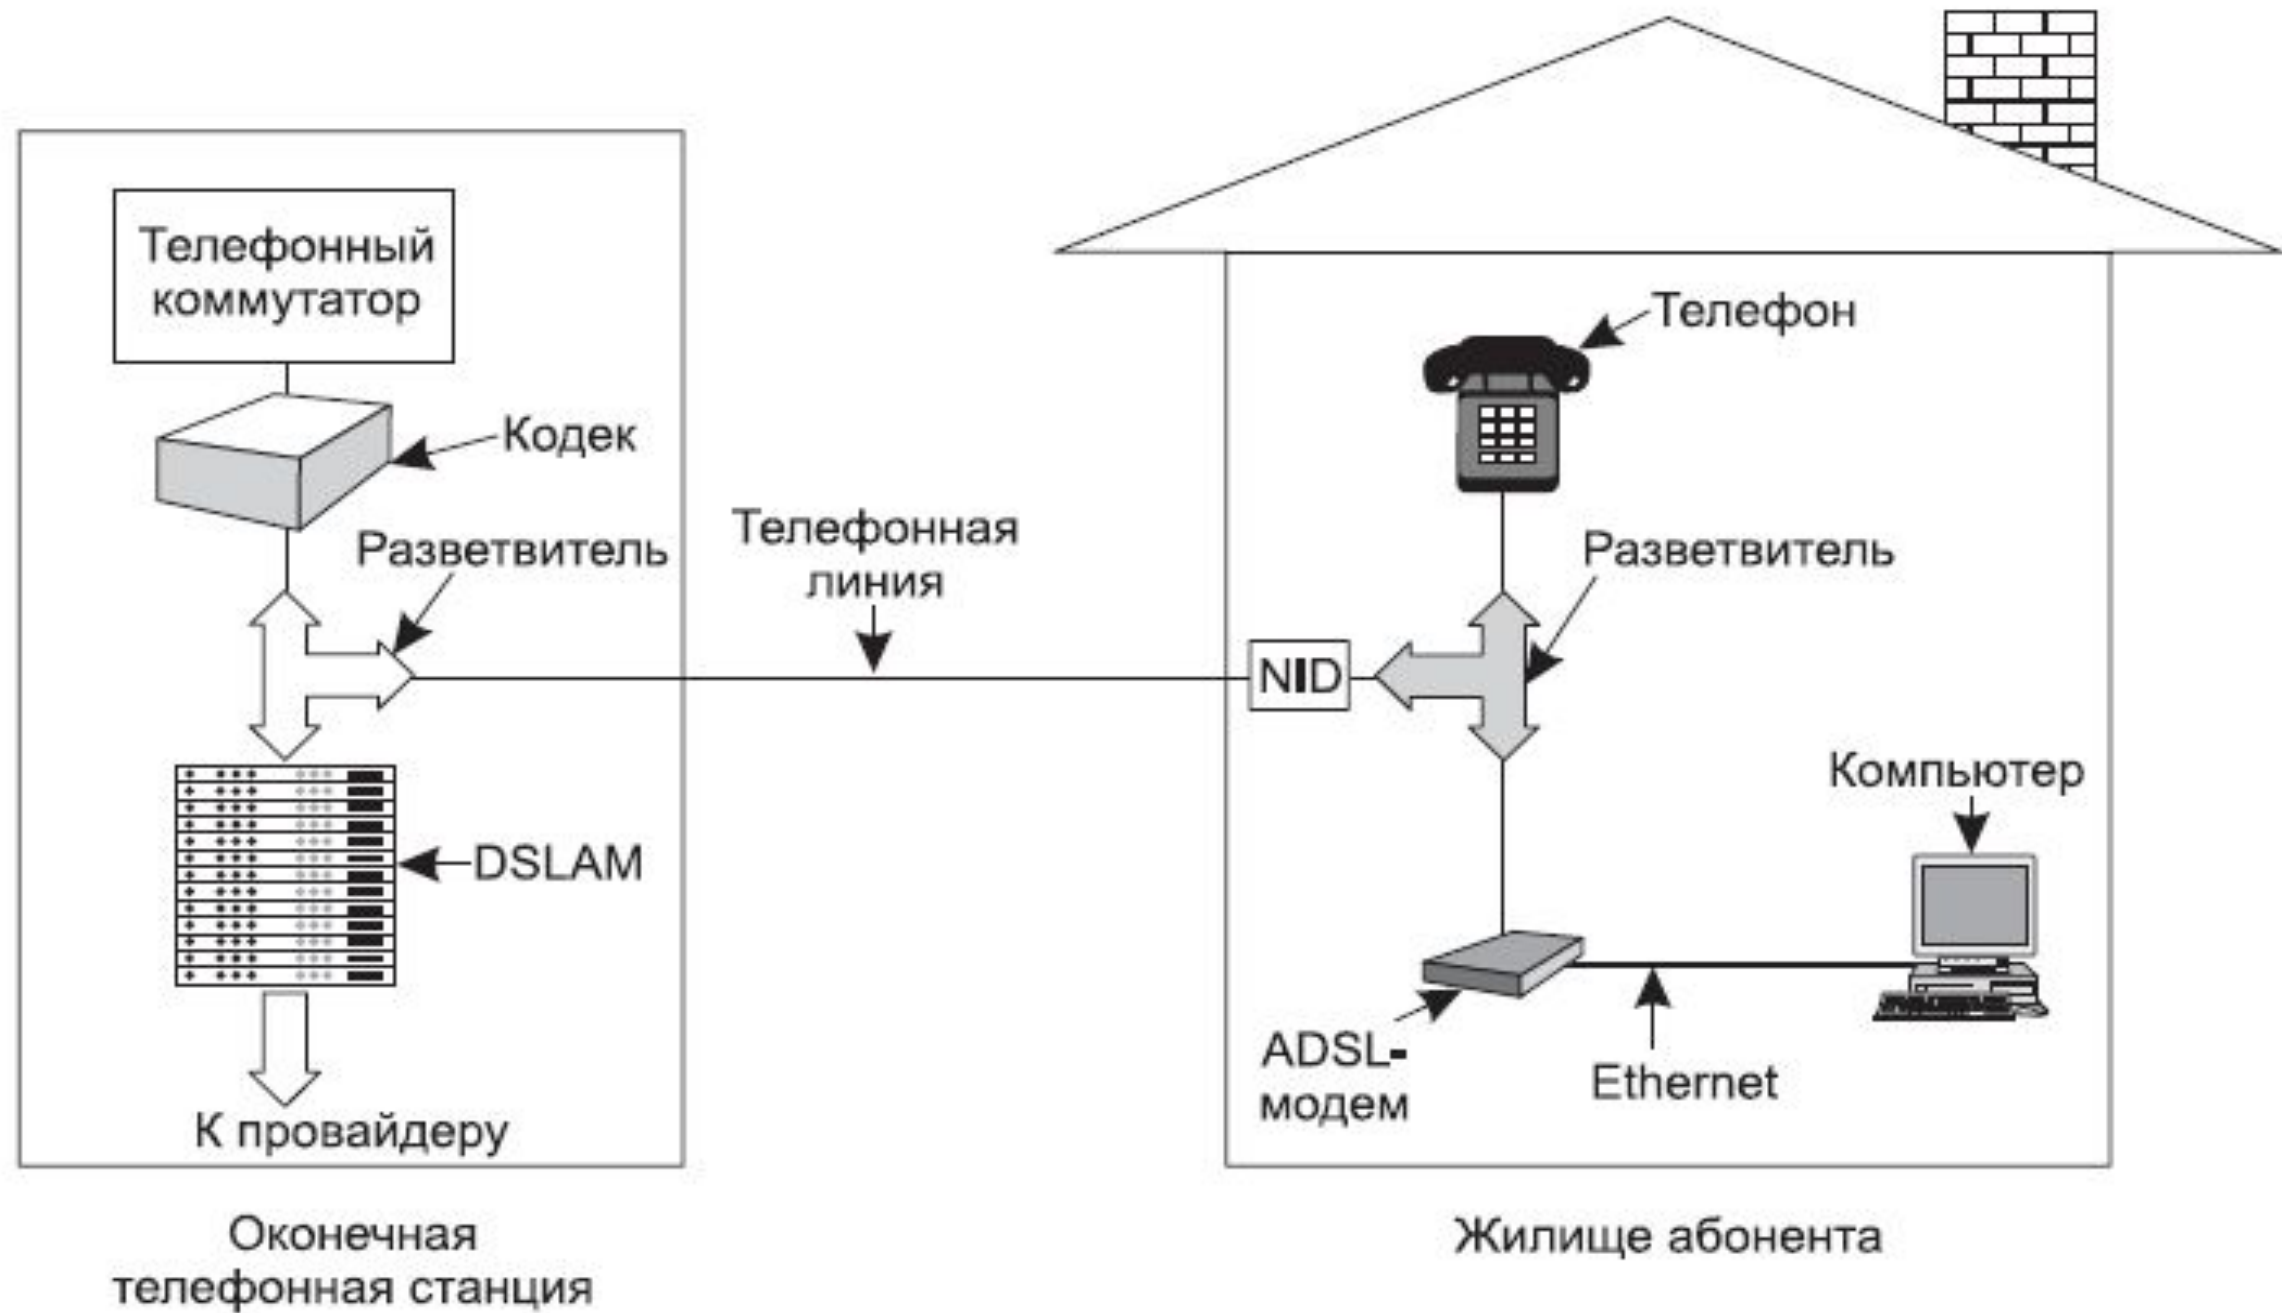 Телефонный
коммутатор
Кодек
Разветвитель
DSLAM
К провайдеру
Оконечная
телефонная станция
Телефонная
линия
Телефон
Разветвитель
NID
Компьютер
ADSL-
модем
Ethernet
Жилище абонента